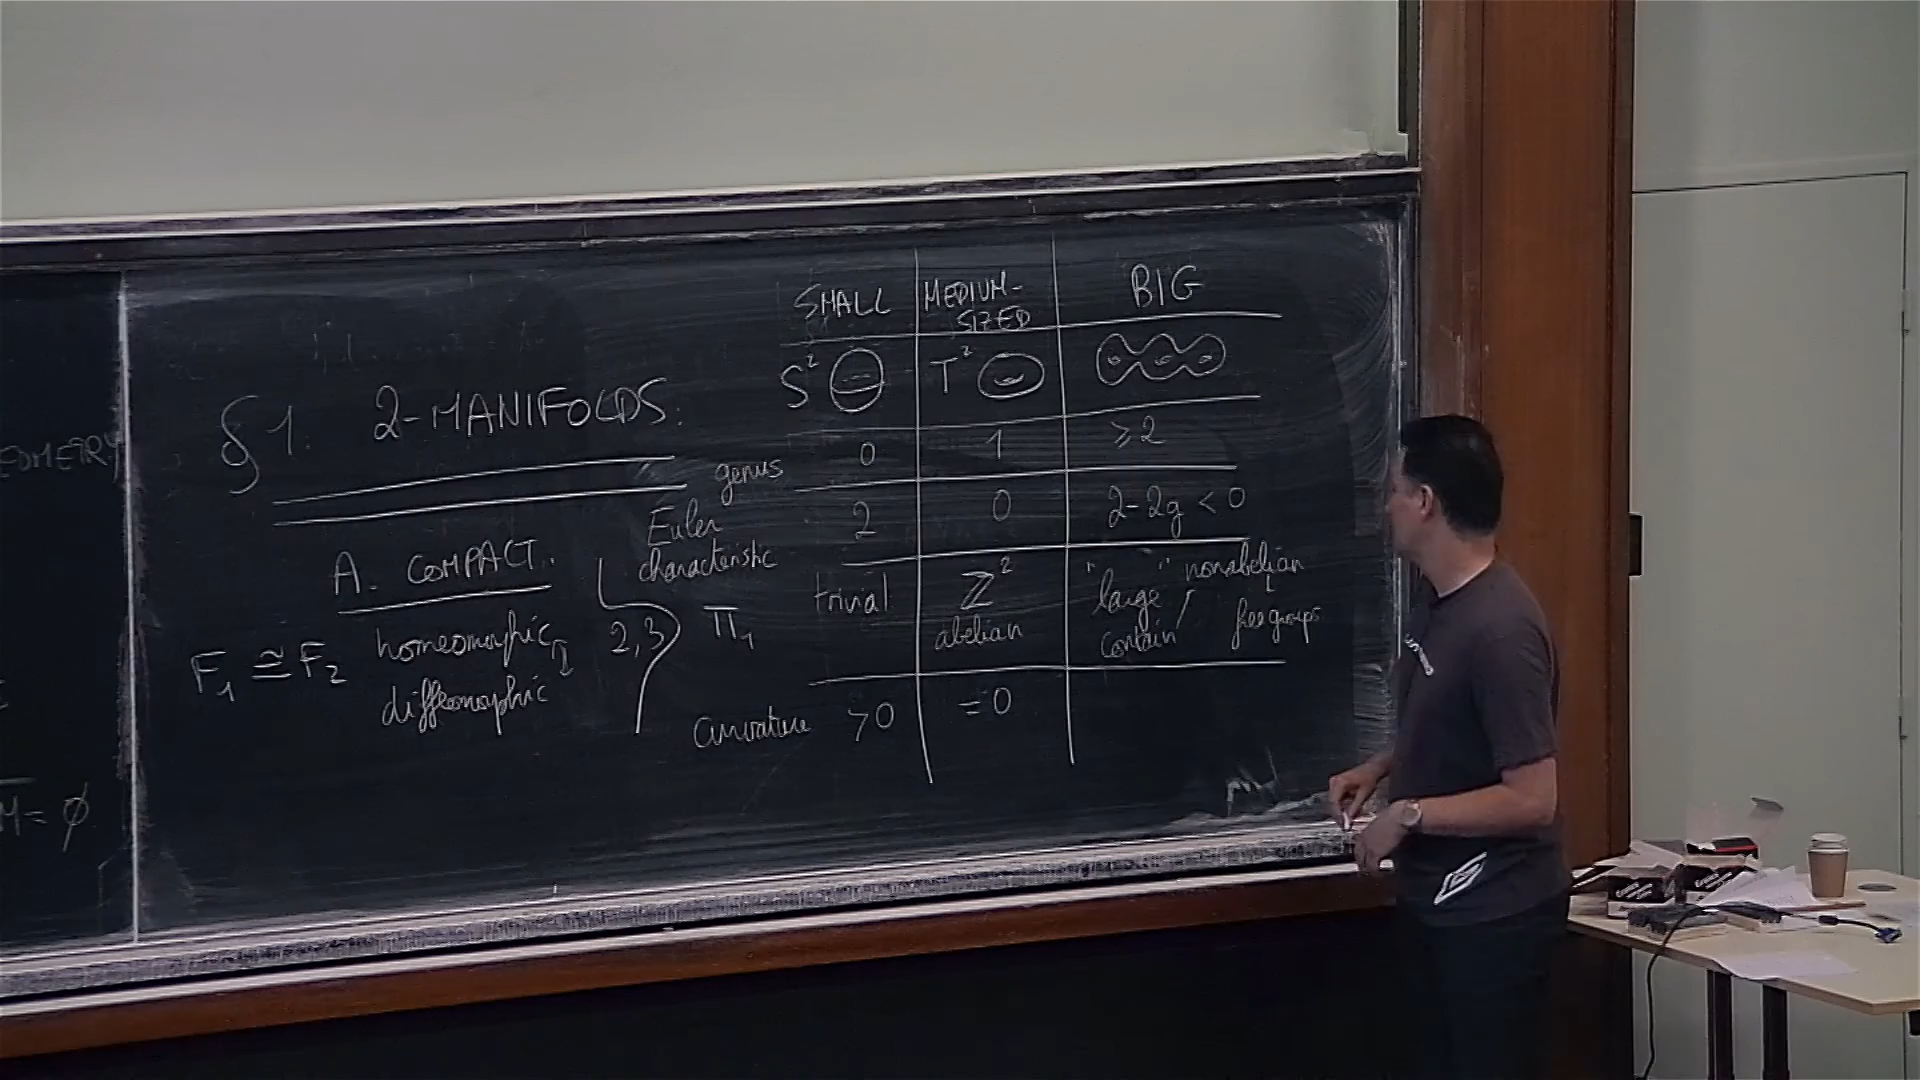 EOMETRY
M = ∅
§1. 2-MANIFOLDS.
A. COMPACT.
F₁ ≅ F₂ homeomorphic
diffeomorphic
2,3
SMALL MEDIUM-SIZED BIG
S² T²
genus 0 1 ≥2
Euler characteristic 2 0 2-2g < 0
π₁ trivial ℤ² abelian "large" nonabelian
contain free groups
curvature >0 =0